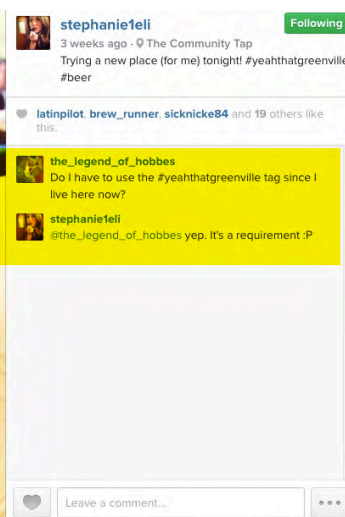 stephanie1eli
Following
3 weeks ago · The Community Tap
Trying a new place (for me) tonight! #yeahthatgreenville
#beer
latinpilot, brew_runner, sicknicke84 and 19 others like
this.
the_legend_of_hobbes
Do I have to use the #yeahthatgreenville tag since I
live here now?
stephanie1eli
@the_legend_of_hobbes yep. It's a requirement :P
Leave a comment...